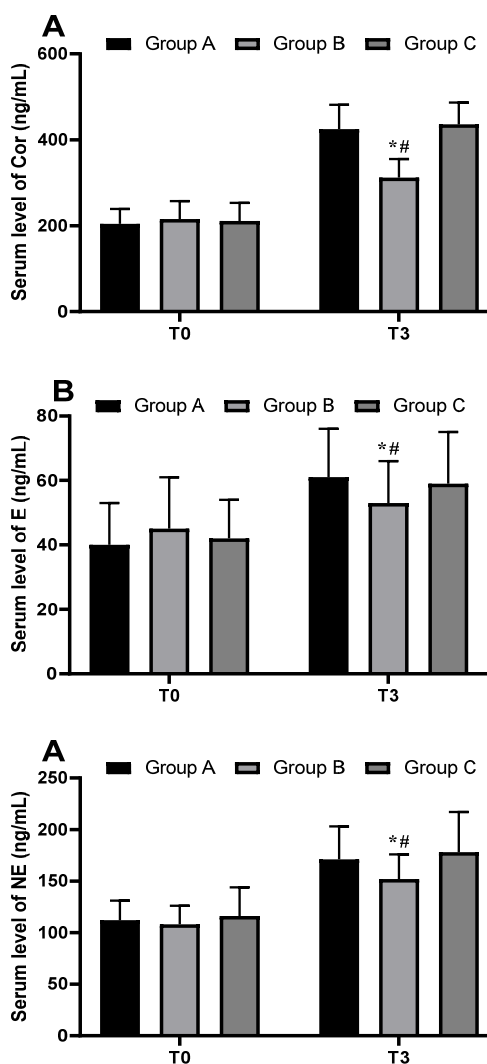 A
Group A Group B Group C
Serum level of Cor (ng/mL)
600
400
200
0
*#
T0 T3
B
Group A Group B Group C
Serum level of E (ng/mL)
80
60
40
20
0
*#
T0 T3
A
Group A Group B Group C
Serum level of NE (ng/mL)
250
200
150
100
50
0
*#
T0 T3